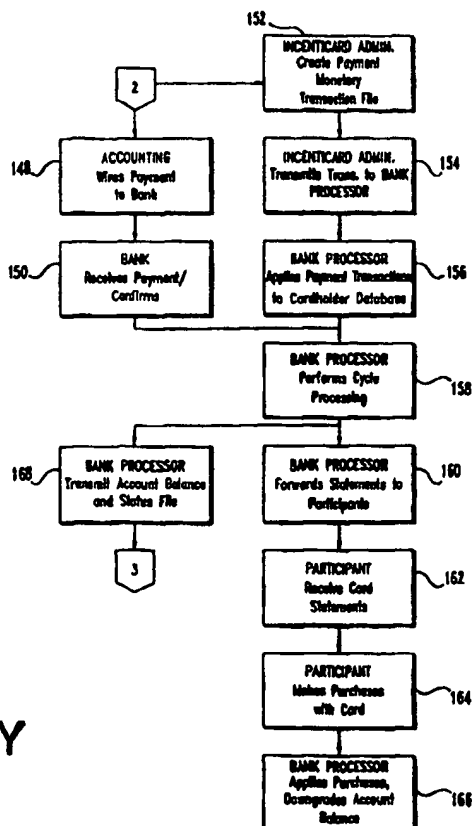 152
INCENTICARD ADMIN.
Create Payment
Monetary
Transaction File
2
148
ACCOUNTING
Wires Payment
to Bank
INCENTICARD ADMIN.
Transmits Trans. to BANK
PROCESSOR
154
150
BANK
Receives Payment/
Confirms
BANK PROCESSOR
Applies Payment Transactions
to Cardholder Database
156
BANK PROCESSOR
Performs Cycle
Processing
158
168
BANK PROCESSOR
Transmit Account Balance
and Status File
BANK PROCESSOR
Forwards Statements to
Participants
160
3
PARTICIPANT
Receive Card
Statements
162
PARTICIPANT
Makes Purchases
with Card
164
Y
BANK PROCESSOR
Applies Purchases,
Downgrades Account
Balance
166